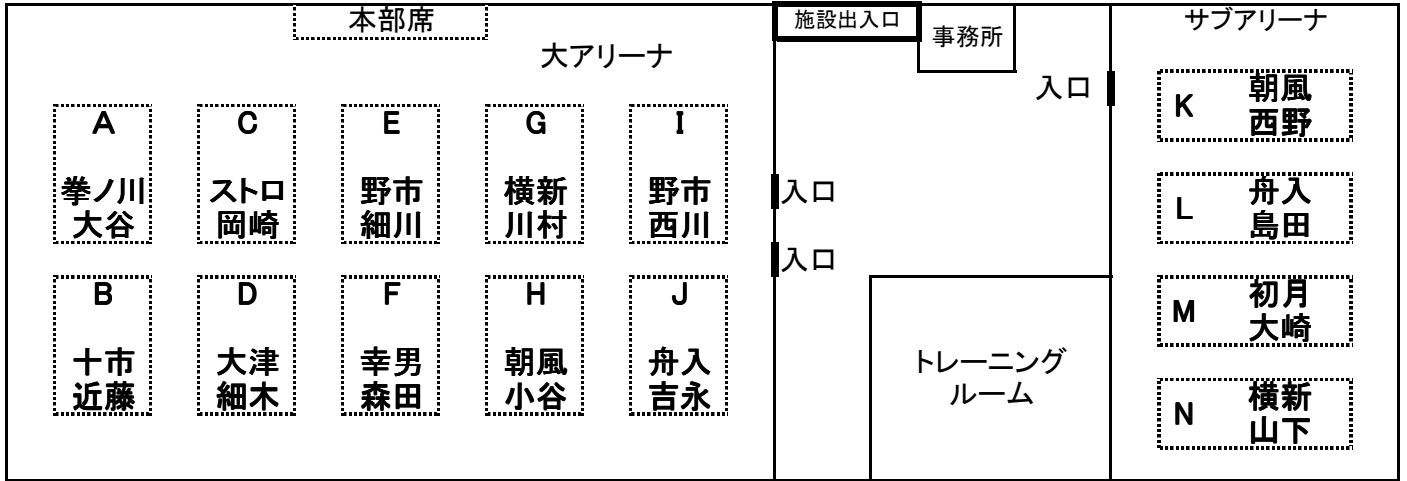 本部席
大アリーナ
施設出入口
事務所
サブアリーナ
入口
入口
入口
トレーニング
ルーム
A
拳ノ川
大谷
C
ストロ
岡崎
E
野市
細川
G
横新
川村
I
野市
西川
B
十市
近藤
D
大津
細木
F
幸男
森田
H
朝風
小谷
J
舟入
吉永
K
朝風
西野
L
舟入
島田
M
初月
大崎
N
横新
山下